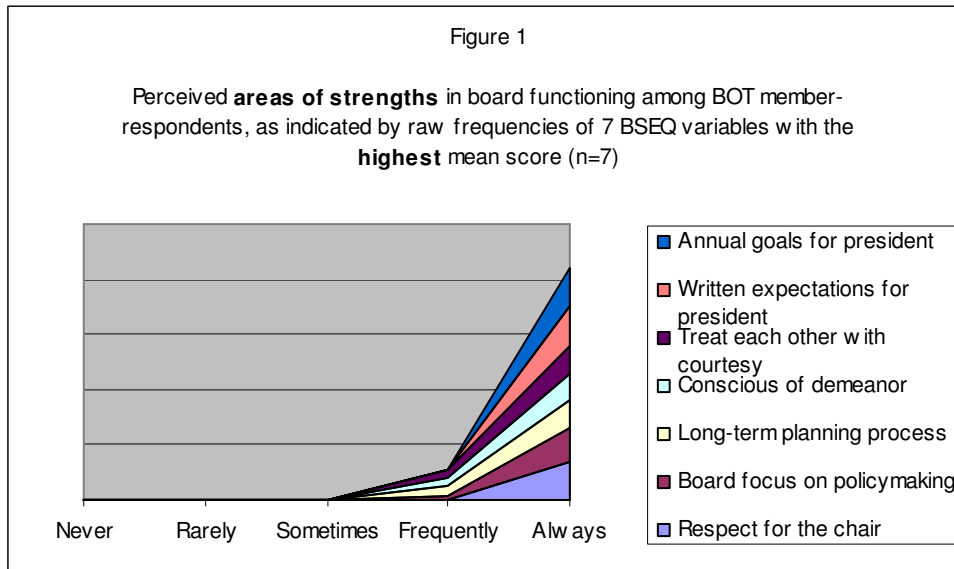 Figure 1
Perceived areas of strengths in board functioning among BOT member-
respondents, as indicated by raw frequencies of 7 BSEQ variables with the
highest mean score (n=7)
Never Rarely Sometimes Frequently Always
Annual goals for president
Written expectations for
president
Treat each other with
courtesy
Conscious of demeanor
Long-term planning process
Board focus on policymaking
Respect for the chair